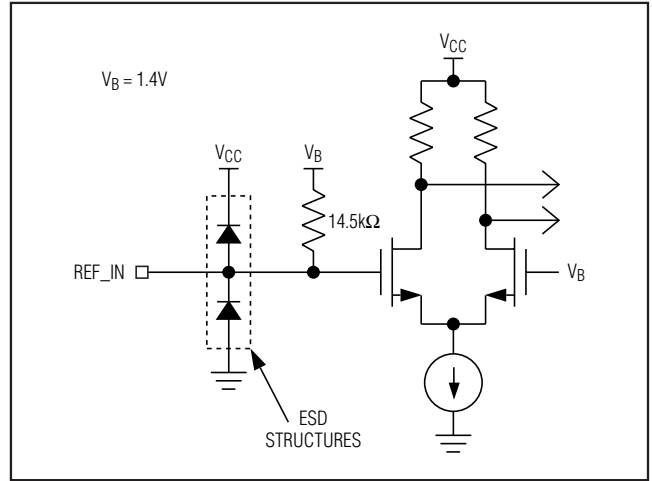 V_CC
V_B = 1.4V
V_CC
V_B
14.5kΩ
REF_IN
V_B
ESD
STRUCTURES